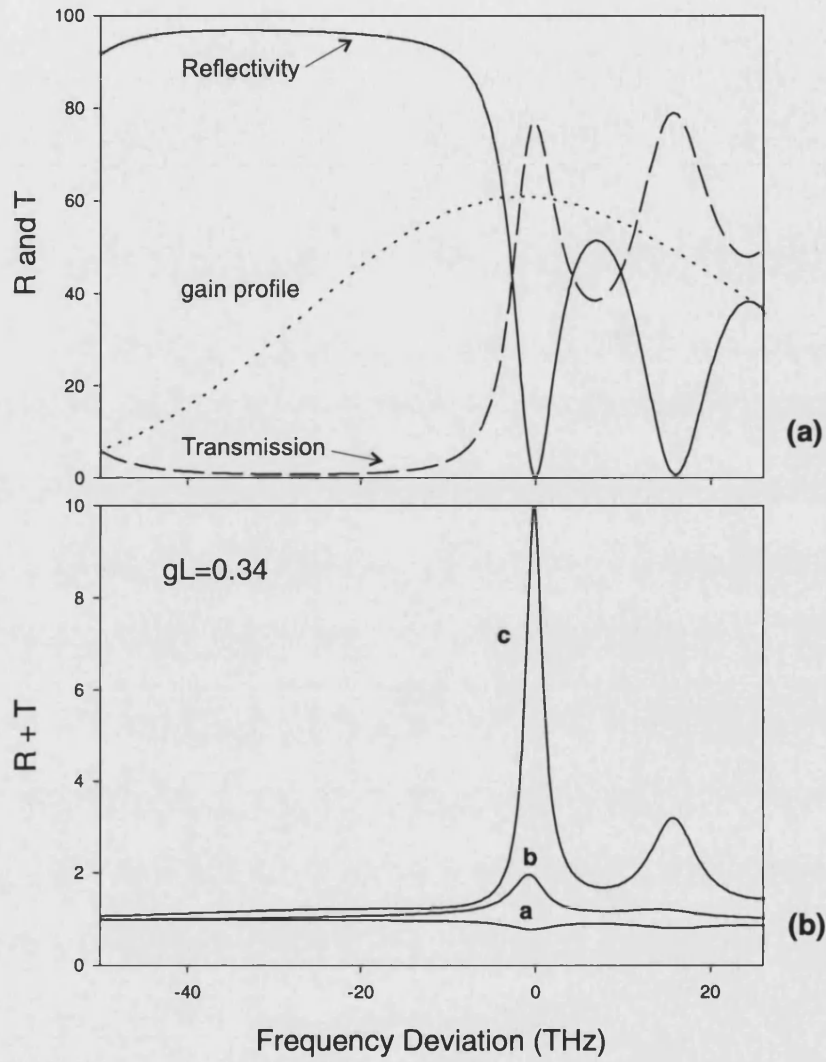 100
80
60
40
20
0
R and T
Reflectivity
gain profile
Transmission
(a)
10
8
6
4
2
0
R + T
gL=0.34
c
b
a
(b)
-40
-20
0
20
Frequency Deviation (THz)